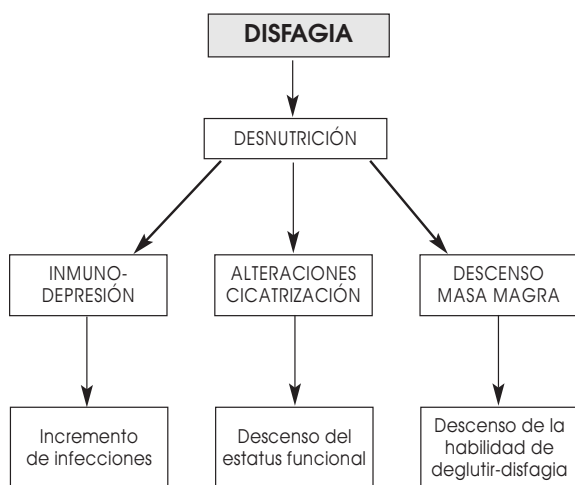 DISFAGIA
DESNUTRICIÓN
INMUNO-
DEPRESIÓN
ALTERACIONES
CICATRIZACIÓN
DESCENSO
MASA MAGRA
Incremento
de infecciones
Descenso del
estatus funcional
Descenso de la
habilidad de
deglutir-disfagia